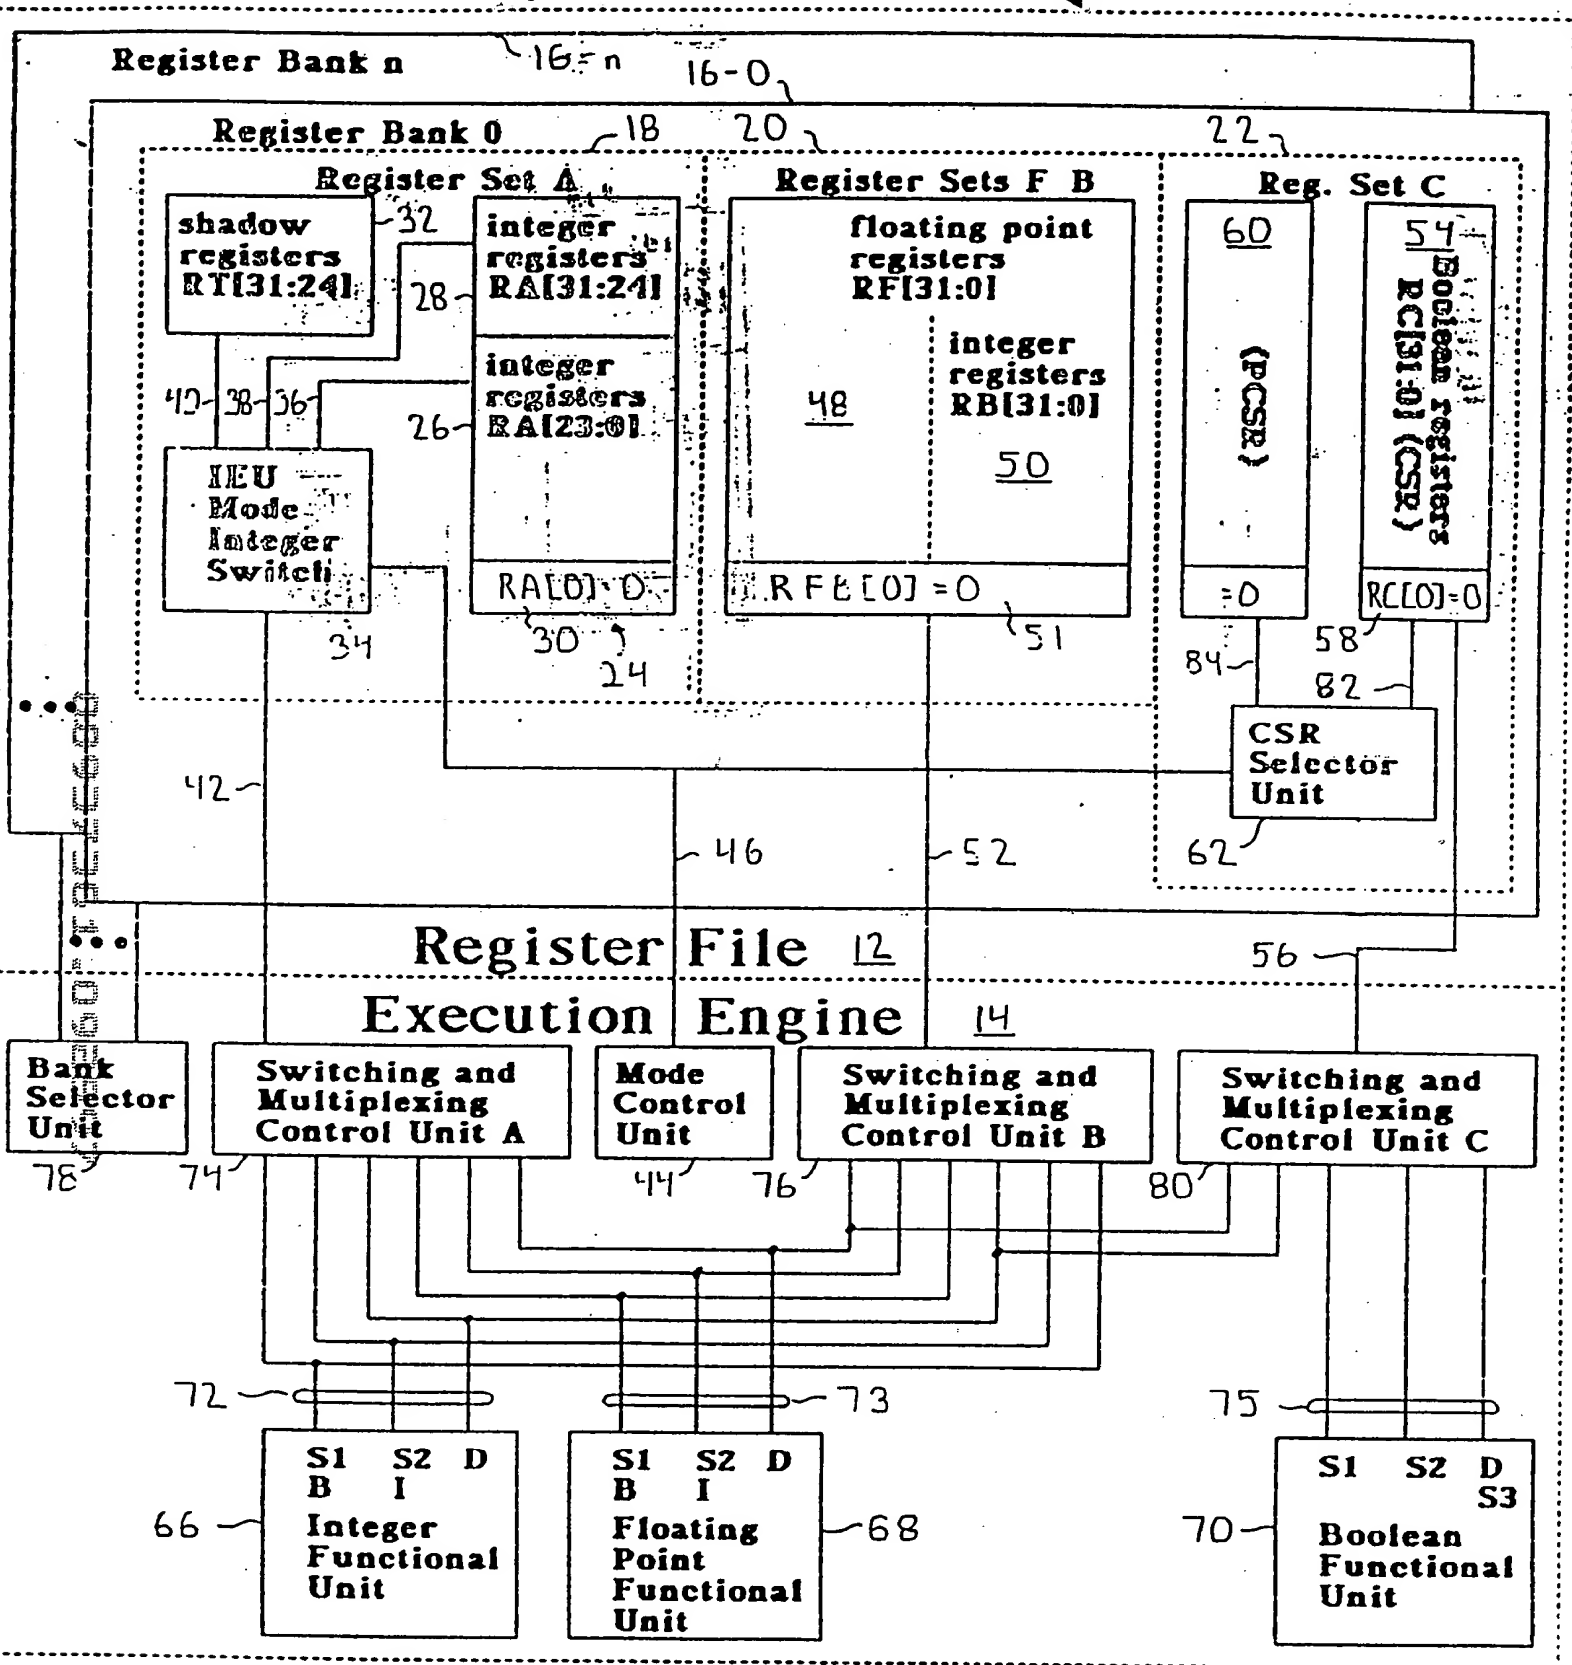 Register Bank n
16-n
16-0
Register Bank 0
18
20
22
Register Set A
Register Sets F B
Reg. Set C
shadow
registers
RT[31:24]
32
integer
registers
RA[31:24]
28
floating point
registers
RF[31:0]
60
54
Boolean registers
RC[31:0] (CSR)
(PCSR)
integer
registers
RA[23:0]
26
integer
registers
RB[31:0]
48
50
38
36
IEU
Mode
Integer
Switch
34
RA[0]=0
30
24
[0]=0
51
=0
RC[0]=0
58
84
82
CSR
Selector
Unit
62
42
46
52
Register File 12
56
Execution Engine 14
Bank
Selector
Unit
78
Switching and
Multiplexing
Control Unit A
74
Mode
Control
Unit
44
Switching and
Multiplexing
Control Unit B
76
Switching and
Multiplexing
Control Unit C
80
72
73
75
S1 S2 D
B I
Integer
Functional
Unit
66
S1 S2 D
B I
Floating
Point
Functional
Unit
68
S1 S2 D
S3
Boolean
Functional
Unit
70